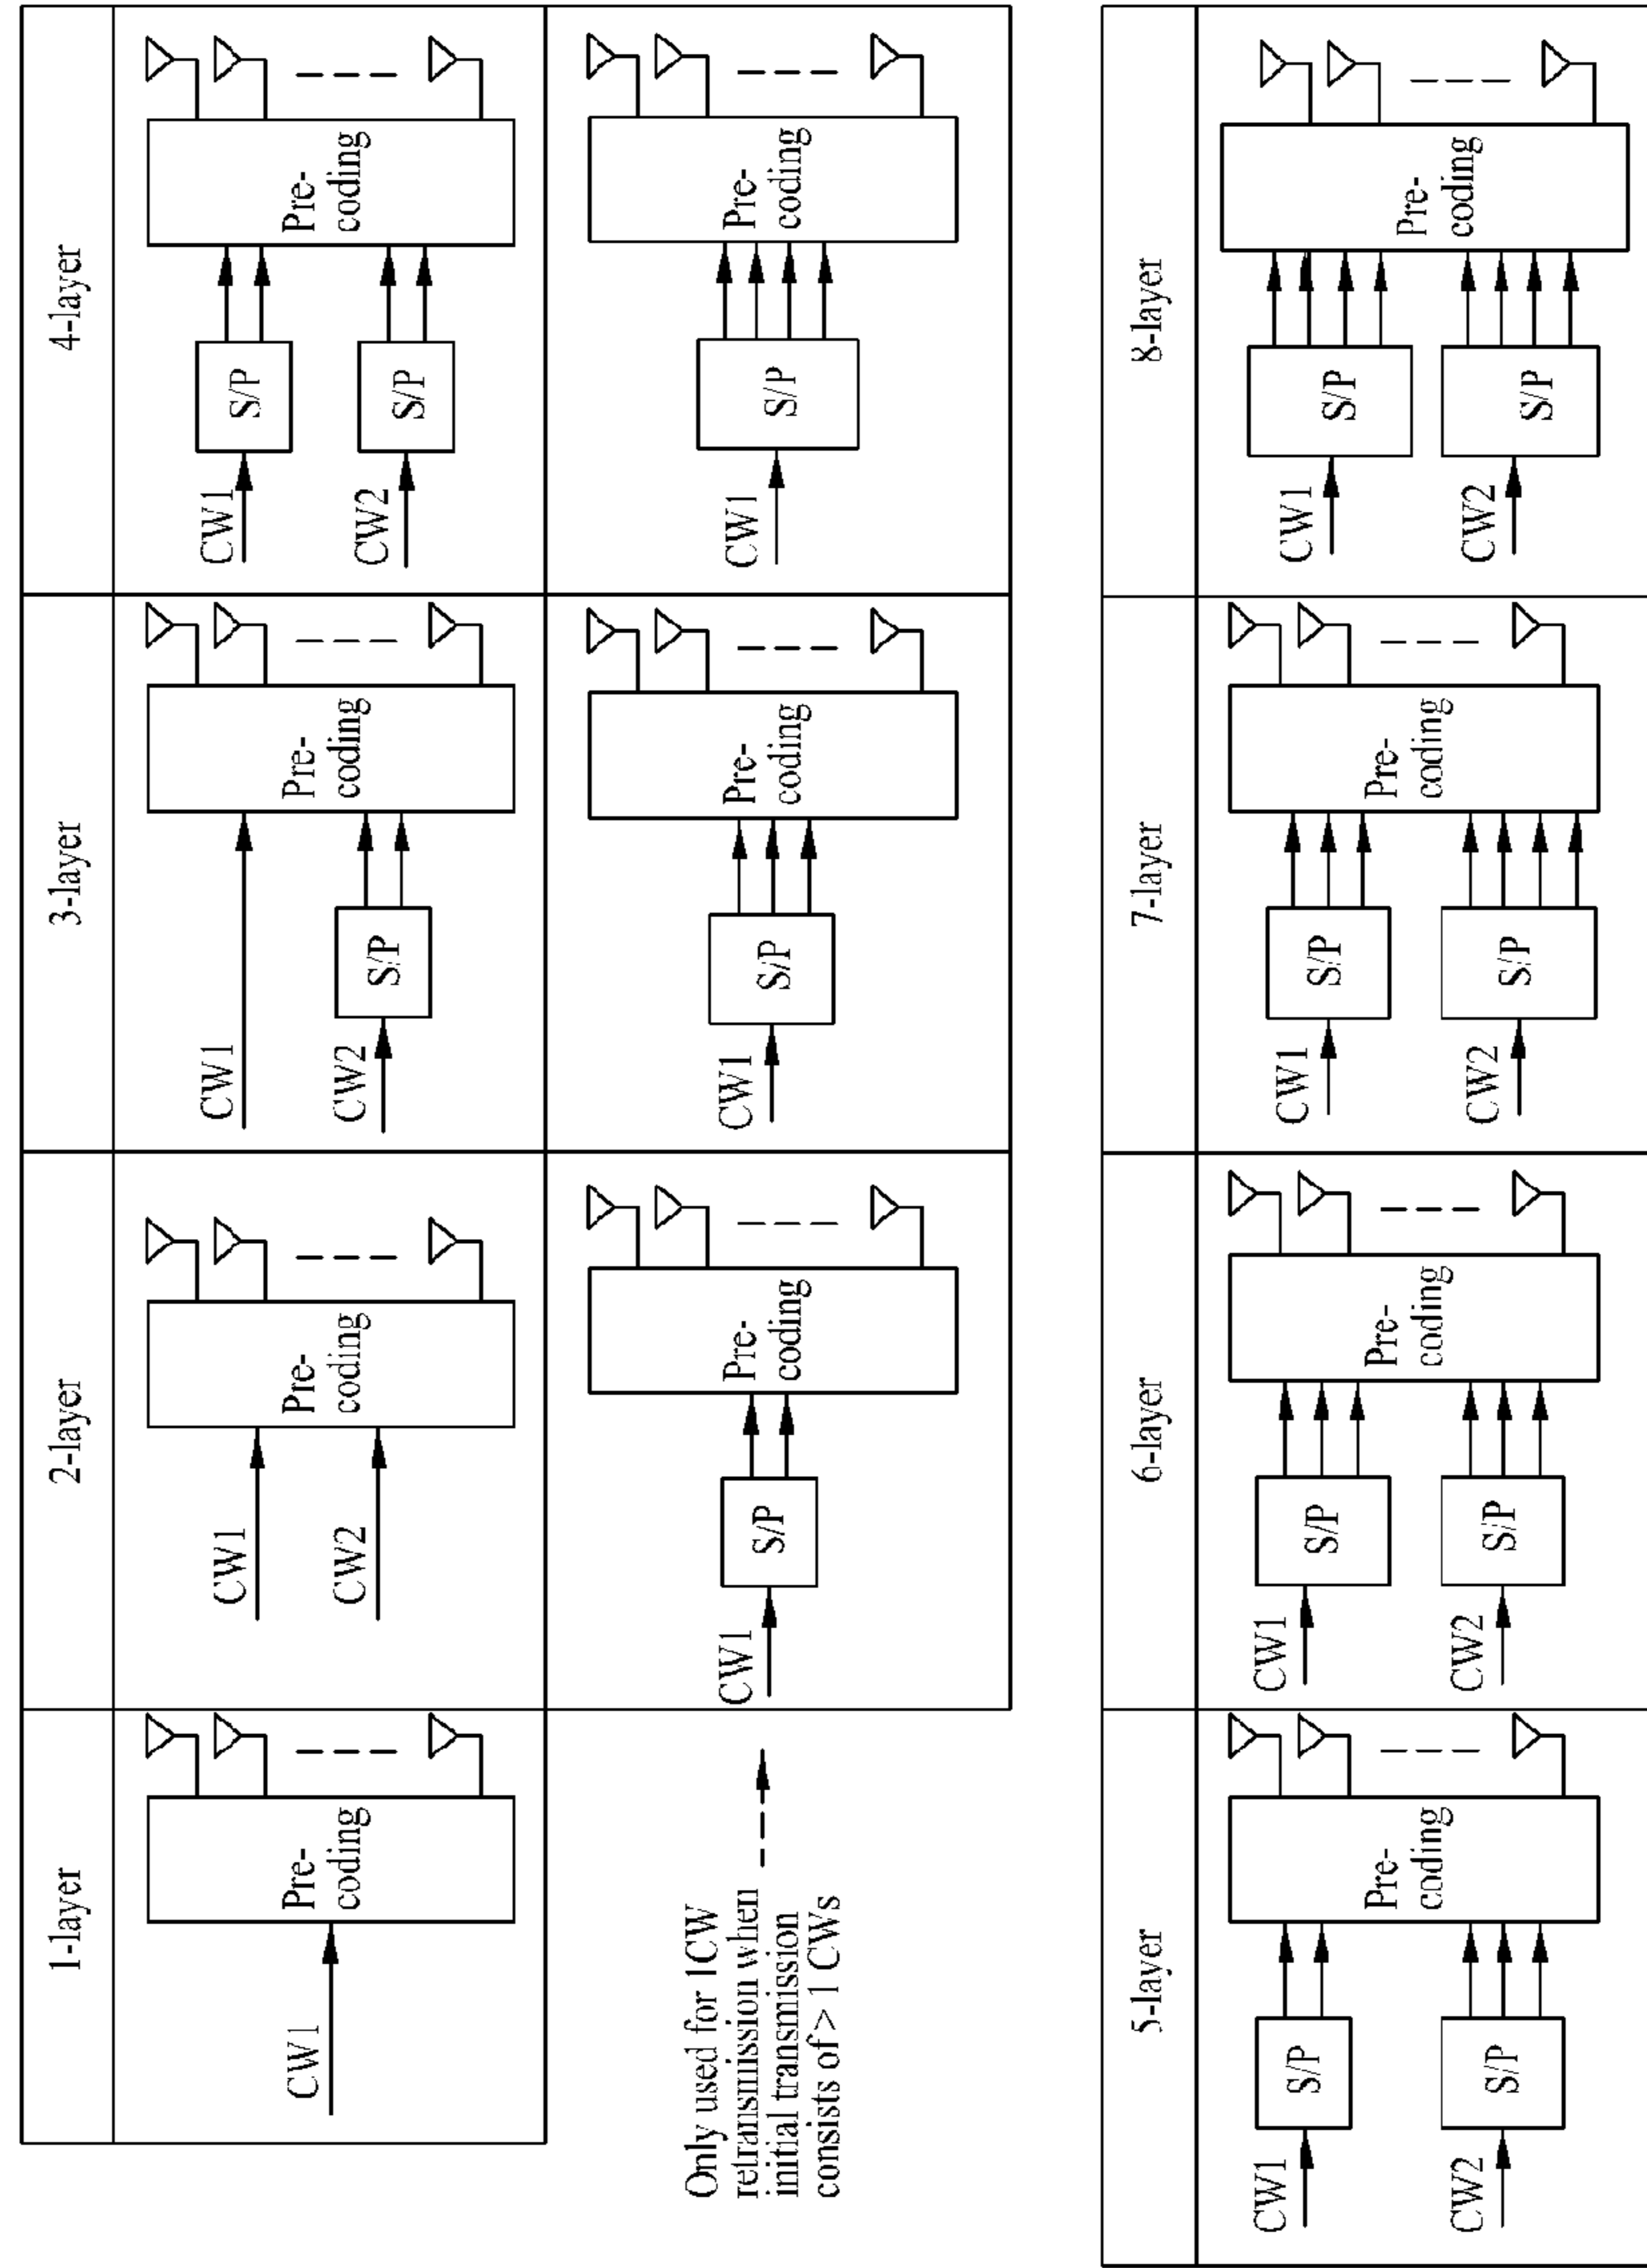 1-layer
2-layer
3-layer
4-layer
CW1
Pre-
coding
CW1
CW2
Pre-
coding
CW1
CW2
S/P
Pre-
coding
CW1
CW2
S/P
S/P
Pre-
coding
Only used for 1CW
retransmission when
initial transmission
consists of > 1 CWs
CW1
S/P
Pre-
coding
CW1
S/P
Pre-
coding
CW1
S/P
Pre-
coding
5-layer
6-layer
7-layer
8-layer
CW1
CW2
S/P
S/P
Pre-
coding
CW1
CW2
S/P
S/P
Pre-
coding
CW1
CW2
S/P
S/P
Pre-
coding
CW1
CW2
S/P
S/P
Pre-
coding